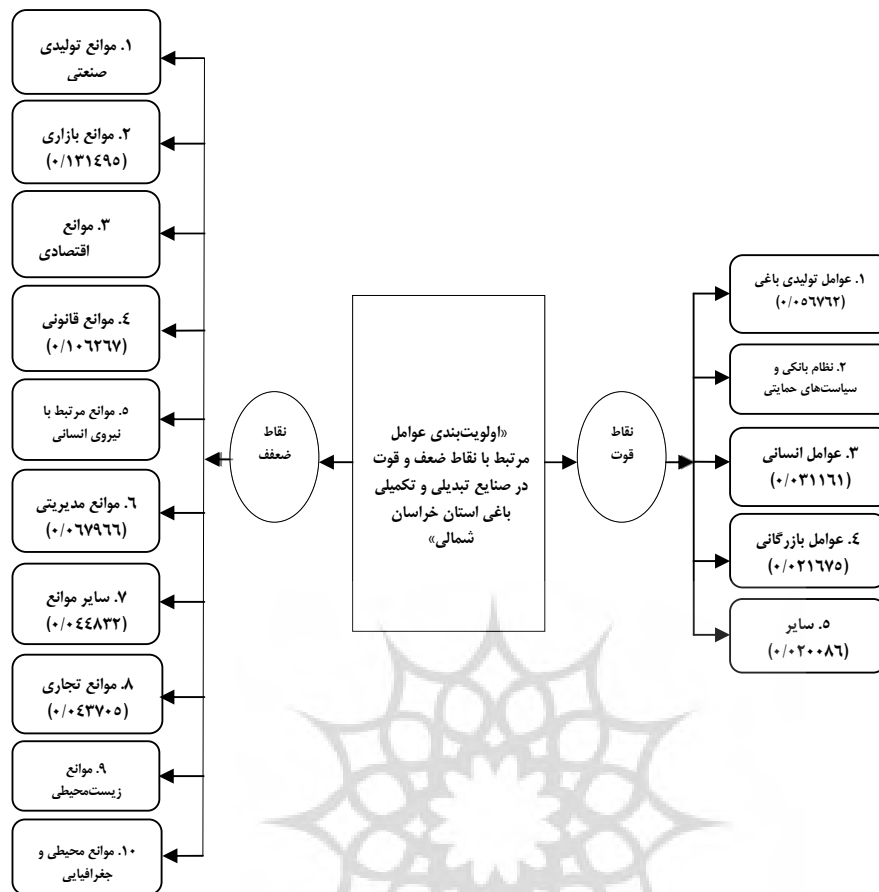 ۱. عوامل تولیدی باغی
(۰/۰۵۶۷۶۲)
۲. نظام بانکی و
سیاست‌های حمایتی
۳. عوامل انسانی
(۰/۰۳۱۱۶۱)
٤. عوامل بازرگانی
(۰/۰۲۱۶۷۵)
۵. سایر
(۰/۰۲۰۰۸۶)
نقاط
قوت
«اولویت‌بندی عوامل
مرتبط با نقاط ضعف و قوت
در صنایع تبدیلی و تکمیلی
باغی استان خراسان
شمالی»
نقاط
ضعفف
۱. موانع تولیدی
صنعتی
۲. موانع بازاری
(۰/۱۳۱٤۹۵)
۳. موانع
اقتصادی
٤. موانع قانونی
(۰/۱۰۶۲۶۷)
۵. موانع مرتبط با
نیروی انسانی
۶. موانع مدیریتی
(۰/۰۶۷۹۶۶)
۷. سایر موانع
(۰/۰٤٤۸۳۲)
۸. موانع تجاری
(۰/۰٤۳۷۰۵)
۹. موانع
زیست‌محیطی
۱۰. موانع محیطی و
جغرافیایی